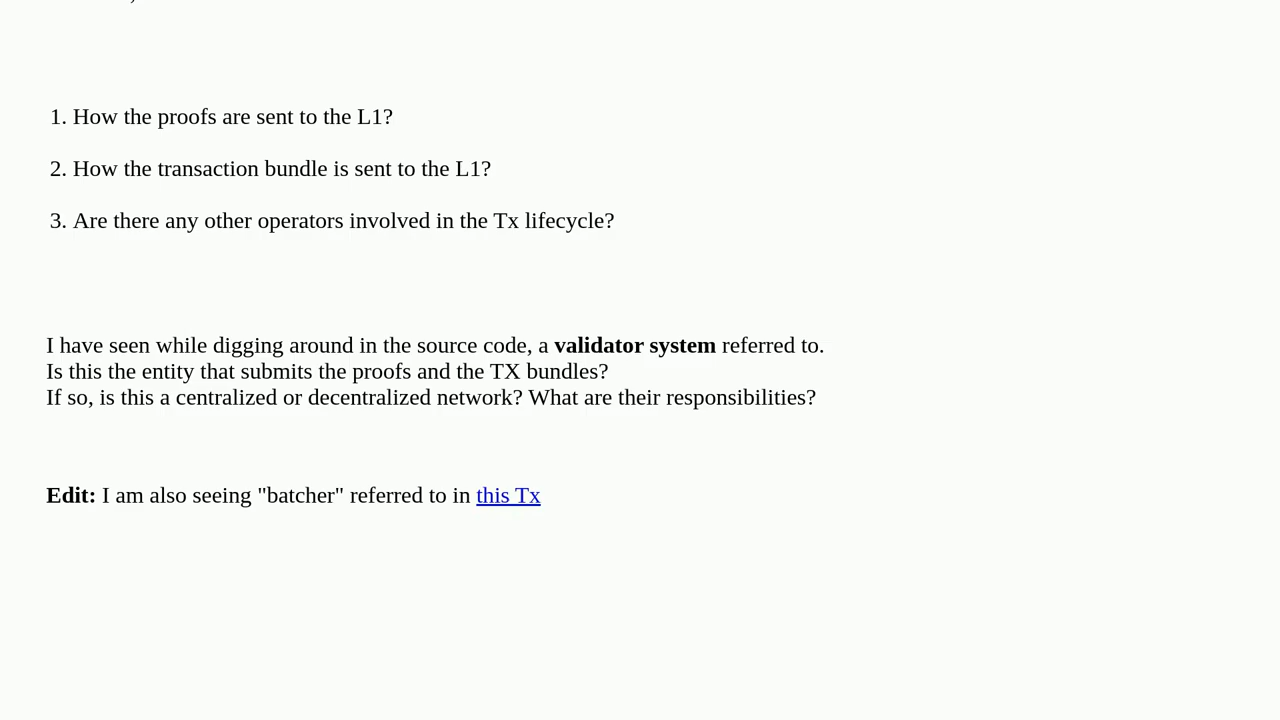 1. How the proofs are sent to the L1?
2. How the transaction bundle is sent to the L1?
3. Are there any other operators involved in the Tx lifecycle?
I have seen while digging around in the source code, a validator system referred to.
Is this the entity that submits the proofs and the TX bundles?
If so, is this a centralized or decentralized network? What are their responsibilities?
Edit: I am also seeing "batcher" referred to in this Tx